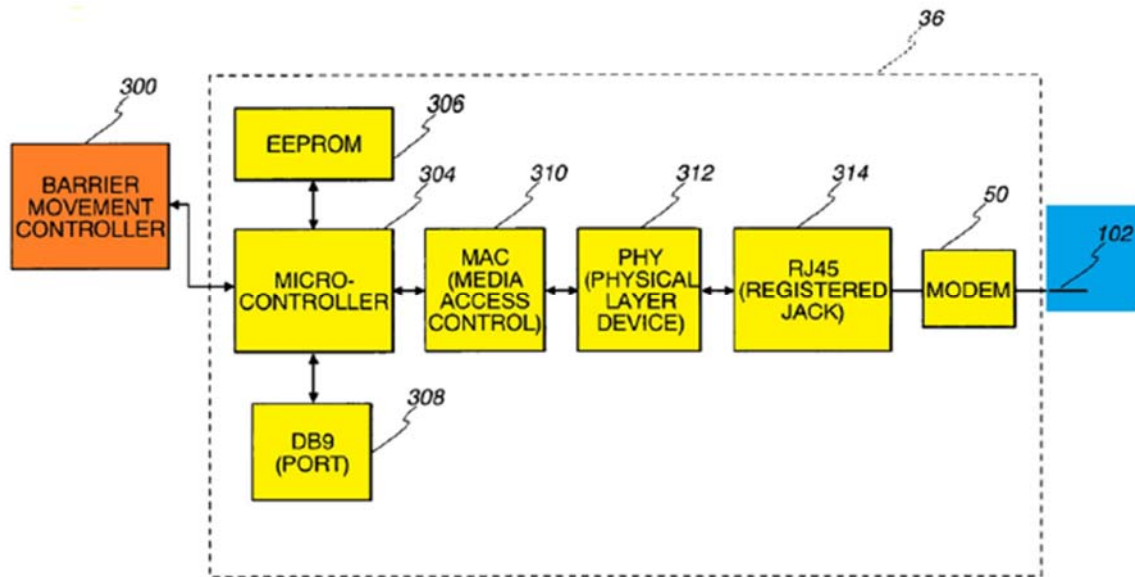 36
300
BARRIER
MOVEMENT
CONTROLLER
306
EEPROM
304
MICRO-
CONTROLLER
310
MAC
(MEDIA
ACCESS
CONTROL)
312
PHY
(PHYSICAL
LAYER
DEVICE)
314
RJ45
(REGISTERED
JACK)
50
MODEM
102
308
DB9
(PORT)